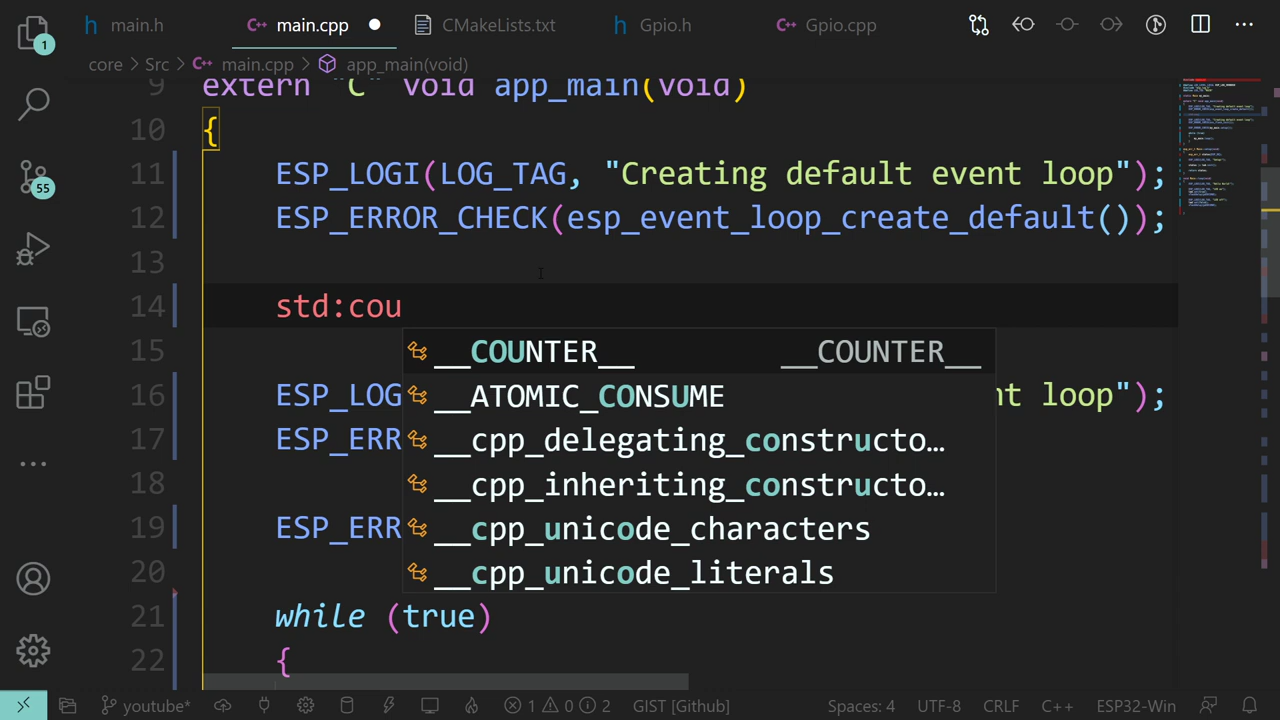 main.h main.cpp CMakeLists.txt Gpio.h Gpio.cpp
core > Src > main.cpp > app_main(void)
9 extern "C" void app_main(void)
10 {
11 ESP_LOGI(LOG_TAG, "Creating default event loop");
12 ESP_ERROR_CHECK(esp_event_loop_create_default());
13
14 std:cou
__COUNTER__ __COUNTER__
15
__ATOMIC_CONSUME
16 ESP_LOG nt loop");
17 ESP_ERR __cpp_delegating_constructo…
18 __cpp_inheriting_constructo…
19 ESP_ERR __cpp_unicode_characters
20 __cpp_unicode_literals
21 while (true)
22 {
1
55
youtube* 1 0 2 GIST [Github] Spaces: 4 UTF-8 CRLF C++ ESP32-Win